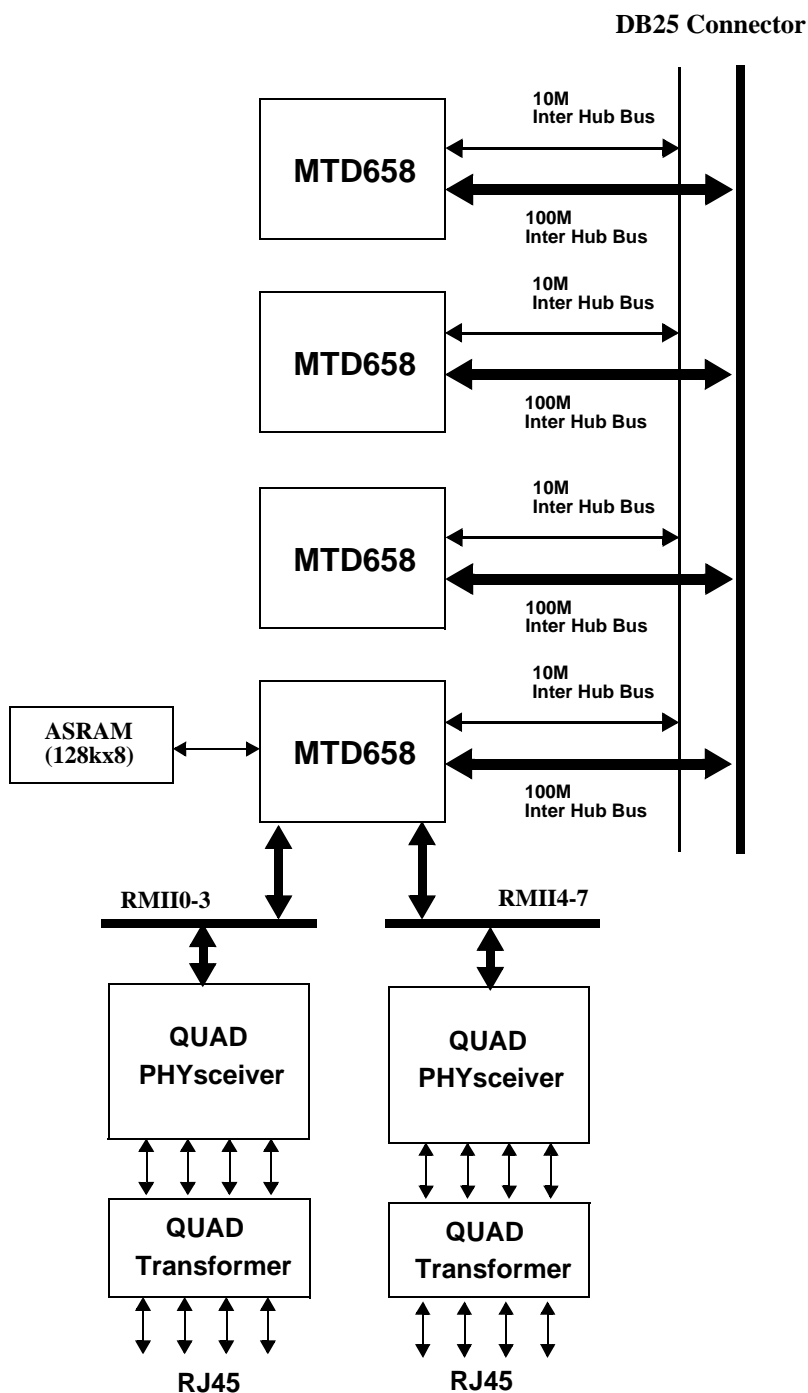 DB25 Connector
10M
Inter Hub Bus
MTD658
100M
Inter Hub Bus
10M
Inter Hub Bus
MTD658
100M
Inter Hub Bus
10M
Inter Hub Bus
MTD658
100M
Inter Hub Bus
10M
Inter Hub Bus
ASRAM
(128kx8)
MTD658
100M
Inter Hub Bus
RMII0-3
RMII4-7
QUAD
PHYsceiver
QUAD
PHYsceiver
QUAD
Transformer
QUAD
Transformer
RJ45
RJ45